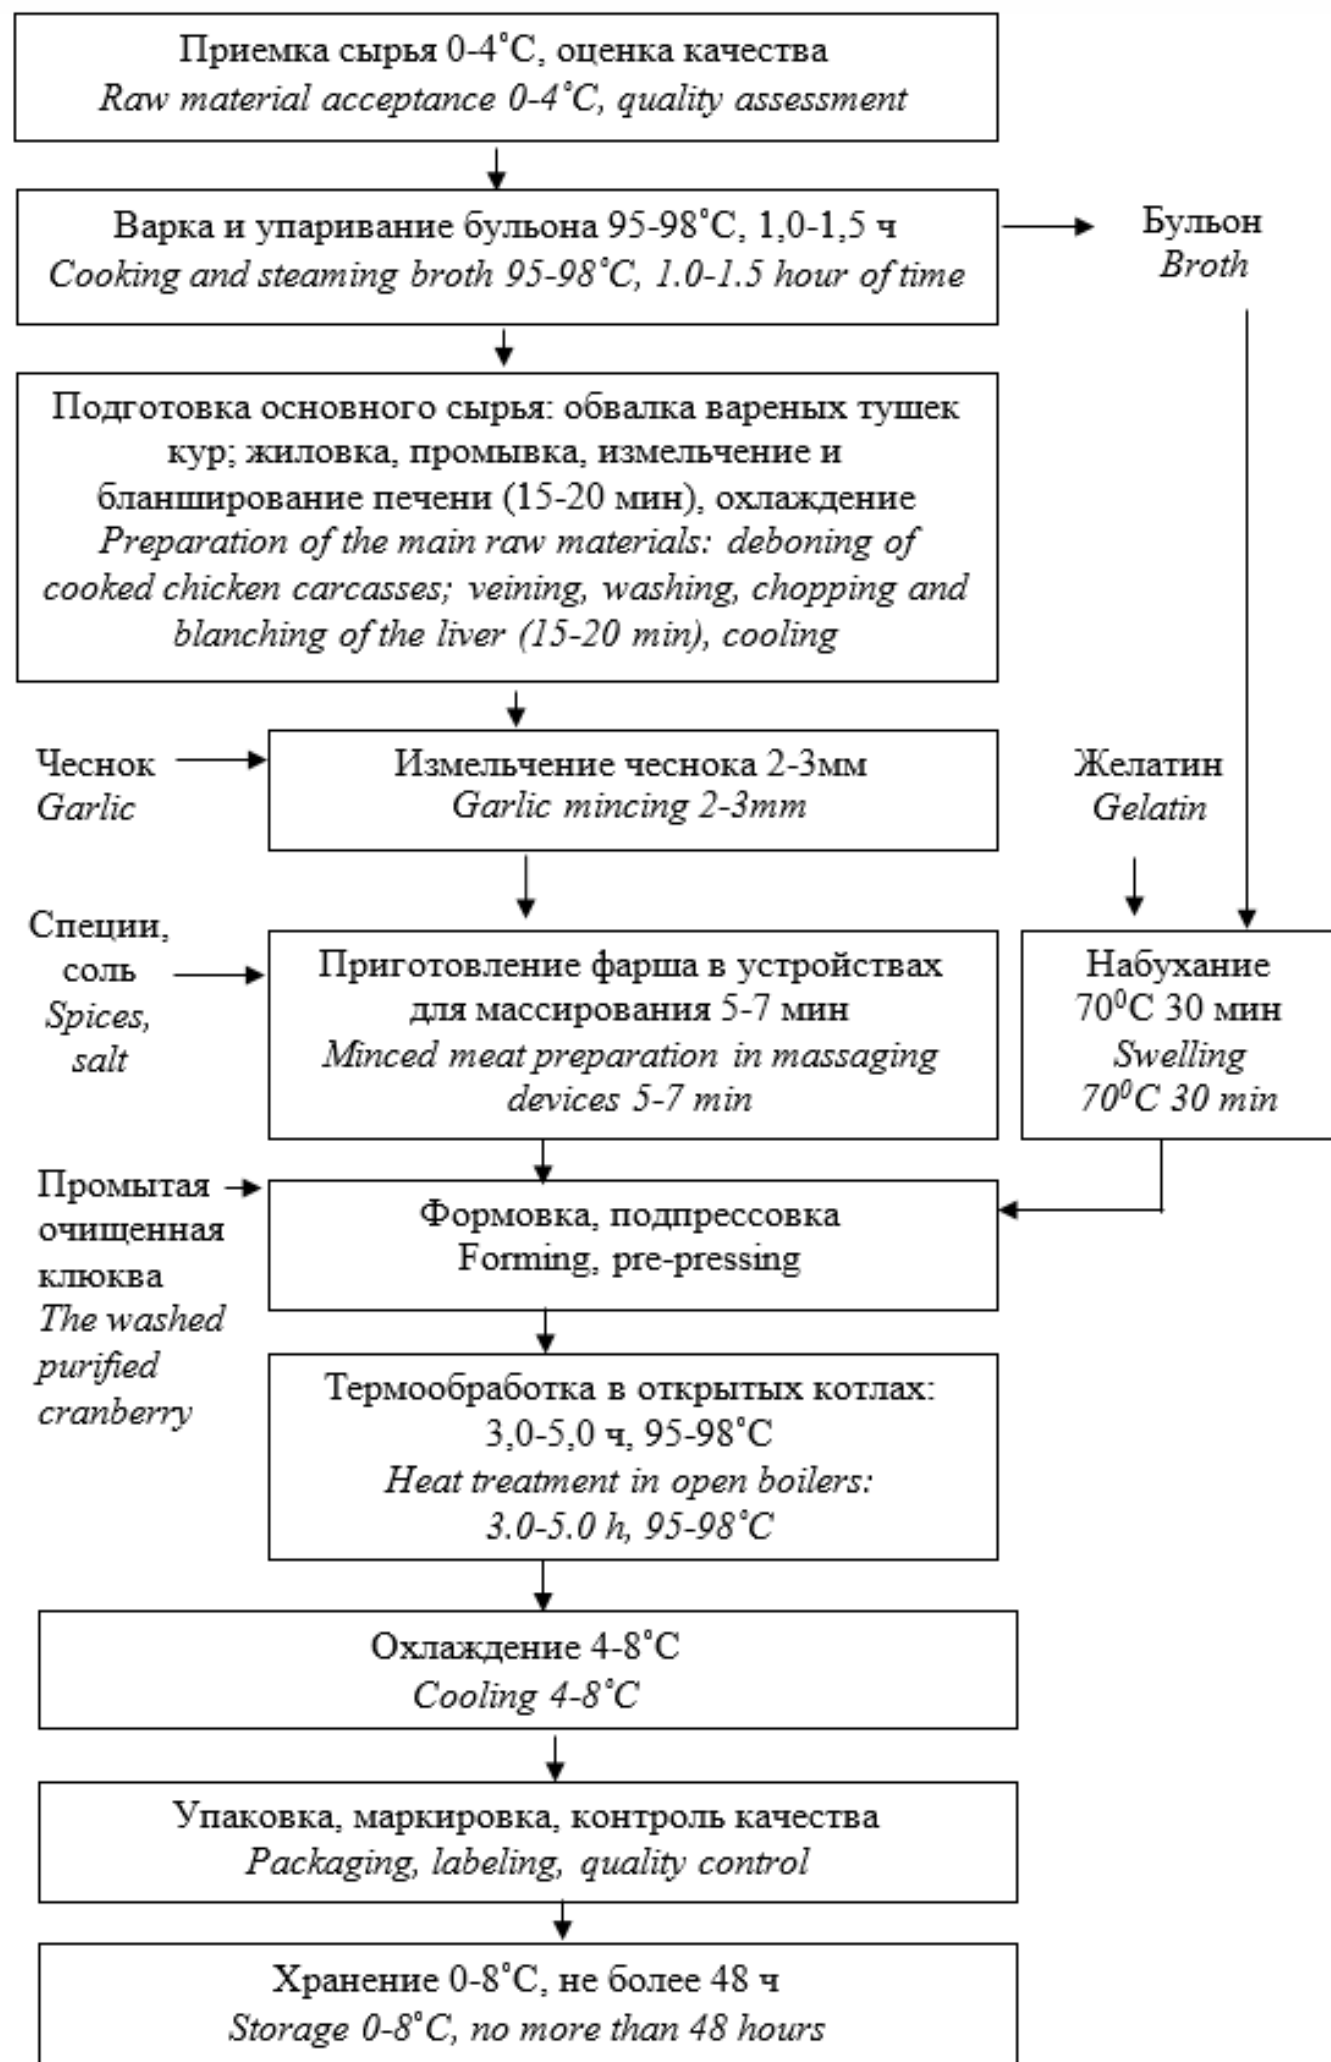 Приемка сырья 0-4˚С, оценка качества
Raw material acceptance 0-4˚C, quality assessment
Варка и упаривание бульона 95-98˚С, 1,0-1,5 ч
Cooking and steaming broth 95-98˚C, 1.0-1.5 hour of time
Бульон
Broth
Подготовка основного сырья: обвалка вареных тушек
кур; жиловка, промывка, измельчение и
бланширование печени (15-20 мин), охлаждение
Preparation of the main raw materials: deboning of
cooked chicken carcasses; veining, washing, chopping and
blanching of the liver (15-20 min), cooling
Чеснок
Garlic
Измельчение чеснока 2-3мм
Garlic mincing 2-3mm
Желатин
Gelatin
Специи,
соль
Spices,
salt
Приготовление фарша в устройствах
для массирования 5-7 мин
Minced meat preparation in massaging
devices 5-7 min
Набухание
70⁰С 30 мин
Swelling
70⁰C 30 min
Промытая
очищенная
клюква
The washed
purified
cranberry
Формовка, подпрессовка
Forming, pre-pressing
Термообработка в открытых котлах:
3,0-5,0 ч, 95-98˚С
Heat treatment in open boilers:
3.0-5.0 h, 95-98˚C
Охлаждение 4-8˚С
Cooling 4-8˚C
Упаковка, маркировка, контроль качества
Packaging, labeling, quality control
Хранение 0-8˚С, не более 48 ч
Storage 0-8˚C, no more than 48 hours